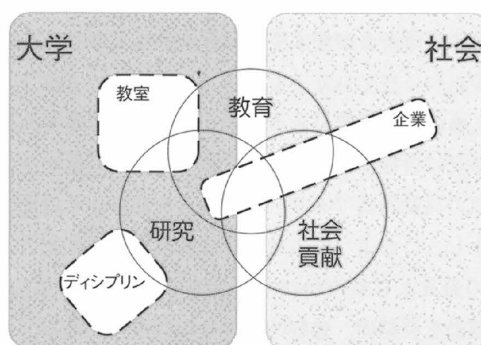 大学
社会
教室
教育
企業
研究
社会
貢献
ディシプリン